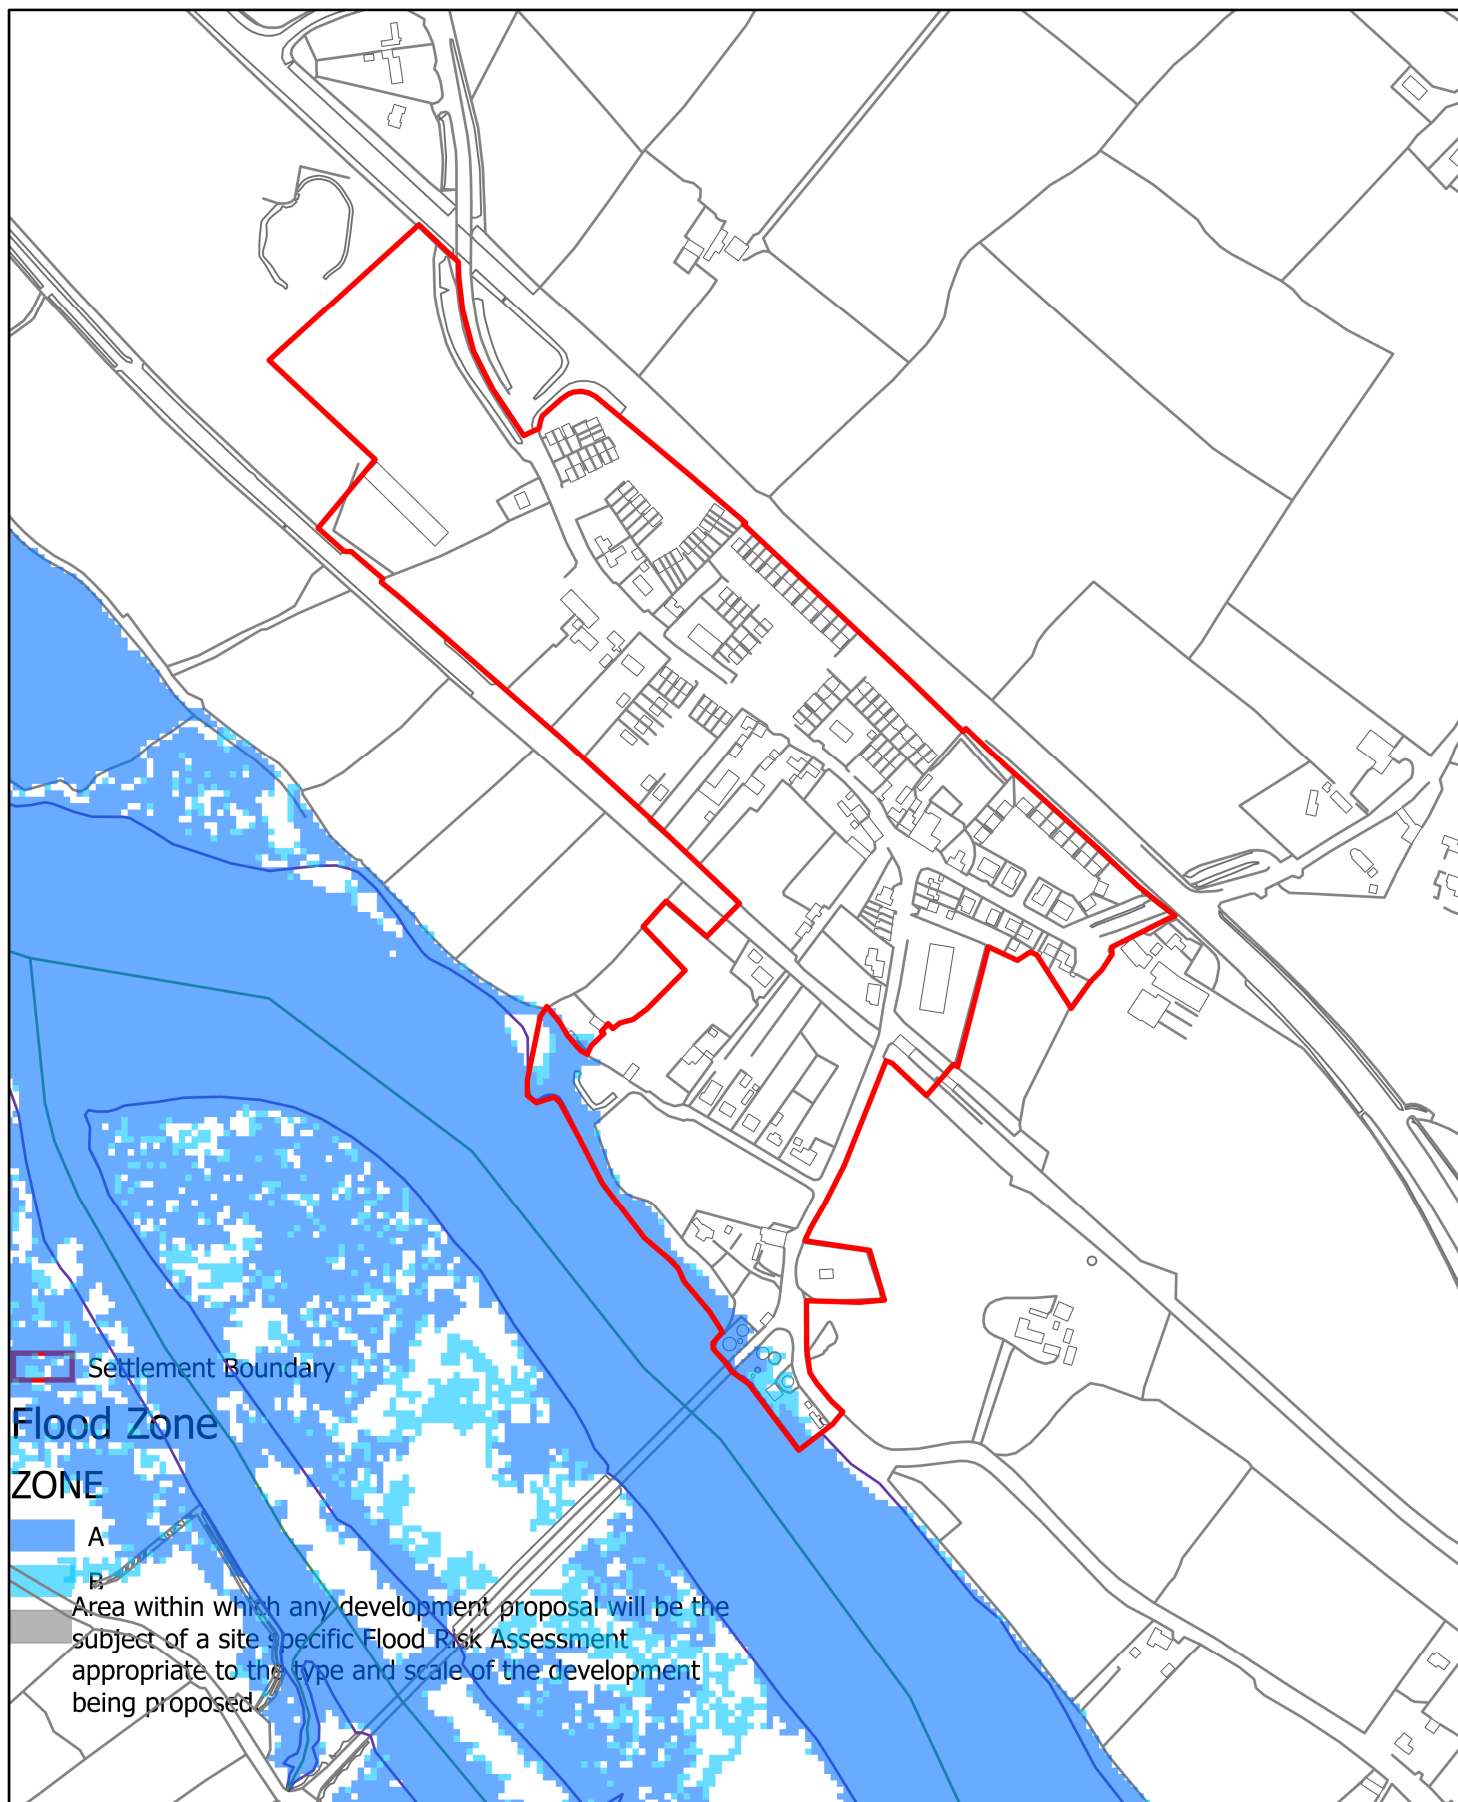 Settlement Boundary
Flood Zone
ZONE
A
B
Area within which any development proposal will be the
subject of a site specific Flood Risk Assessment
appropriate to the type and scale of the development
being proposed